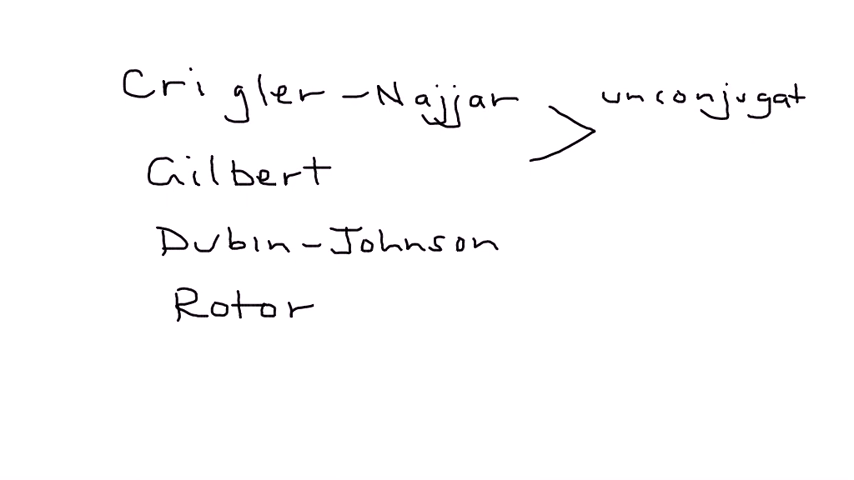 Crigler-Najjar
unconjugat
Gilbert
Dubin-Johnson
Rotor